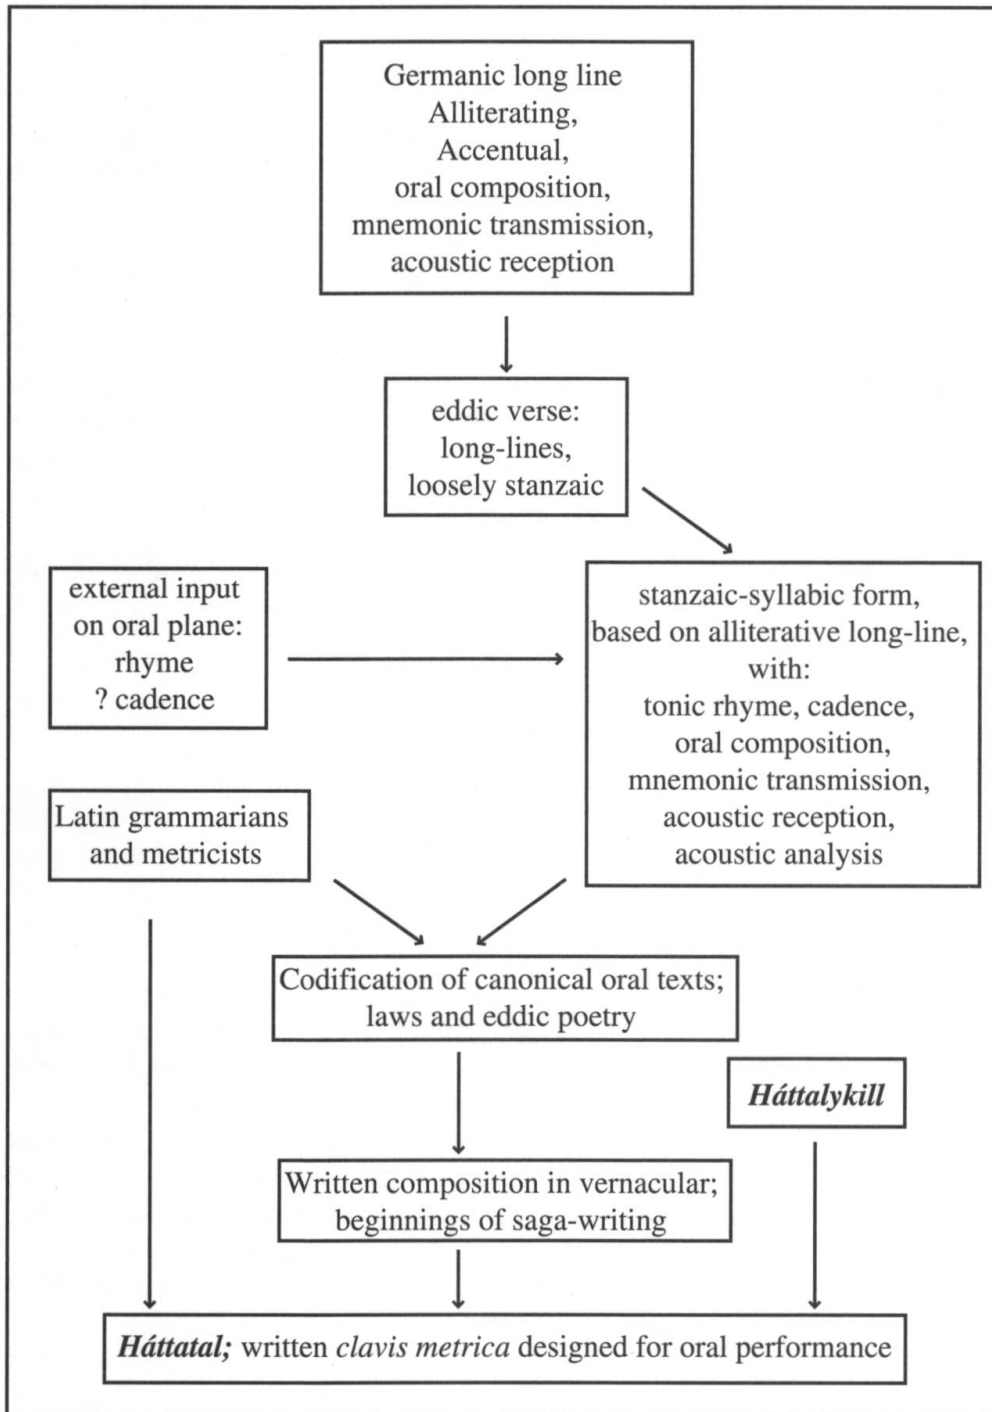 Germanic long line
Alliterating,
Accentual,
oral composition,
mnemonic transmission,
acoustic reception
eddic verse:
long-lines,
loosely stanzaic
external input
on oral plane:
rhyme
? cadence
stanzaic-syllabic form,
based on alliterative long-line,
with:
tonic rhyme, cadence,
oral composition,
mnemonic transmission,
acoustic reception,
acoustic analysis
Latin grammarians
and metricists
Codification of canonical oral texts;
laws and eddic poetry
Háttalykill
Written composition in vernacular;
beginnings of saga-writing
Háttatal; written clavis metrica designed for oral performance